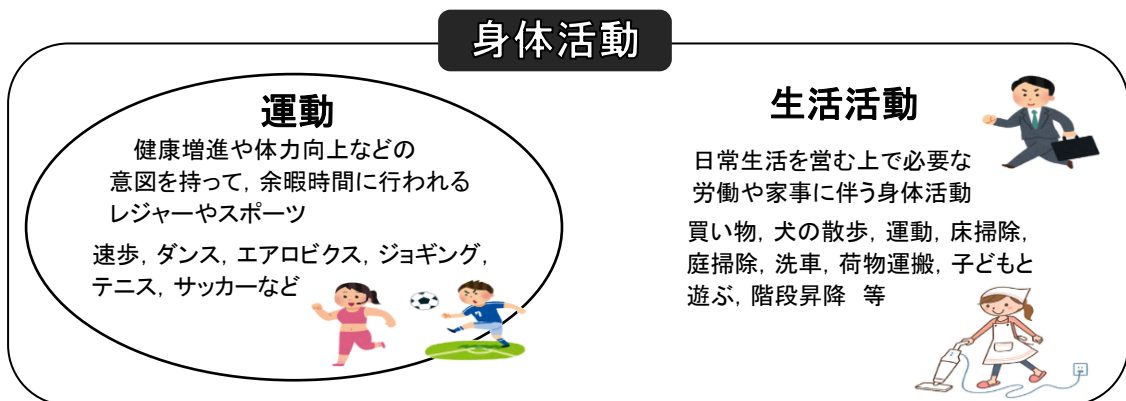 身体活動
運動
健康増進や体力向上などの
意図を持って，余暇時間に行われる
レジャーやスポーツ
速歩，ダンス，エアロビクス，ジョギング，
テニス，サッカーなど
生活活動
日常生活を営む上で必要な
労働や家事に伴う身体活動
買い物，犬の散歩，運動，床掃除，
庭掃除，洗車，荷物運搬，子どもと
遊ぶ，階段昇降　等